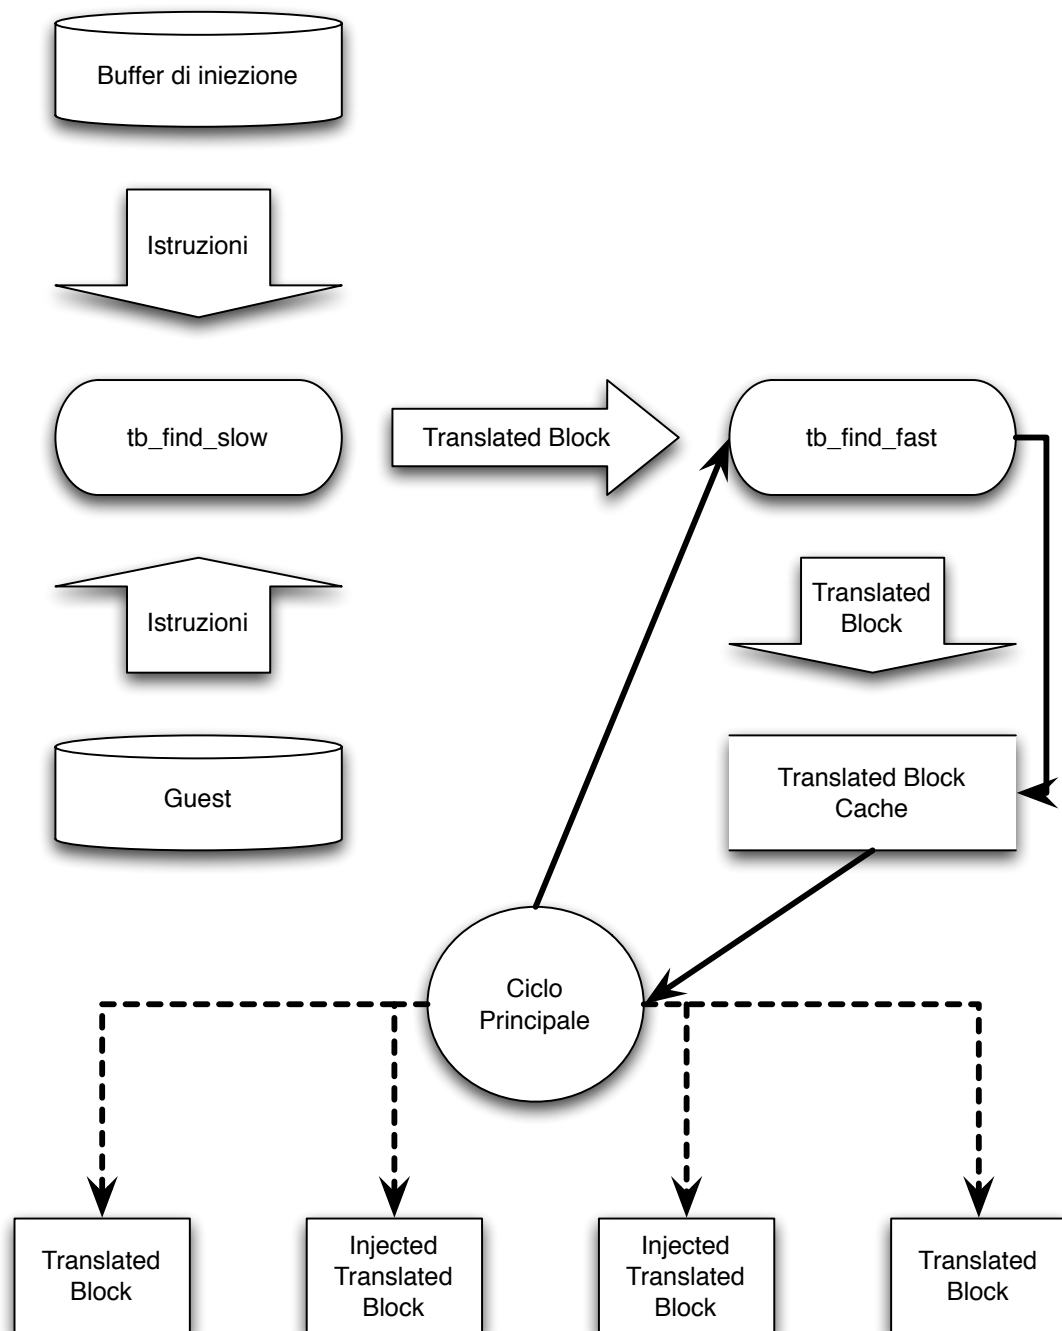 Buffer di iniezione
Istruzioni
tb_find_slow
Translated Block
tb_find_fast
Istruzioni
Translated
Block
Guest
Translated Block
Cache
Ciclo
Principale
Translated
Block
Injected
Translated
Block
Injected
Translated
Block
Translated
Block